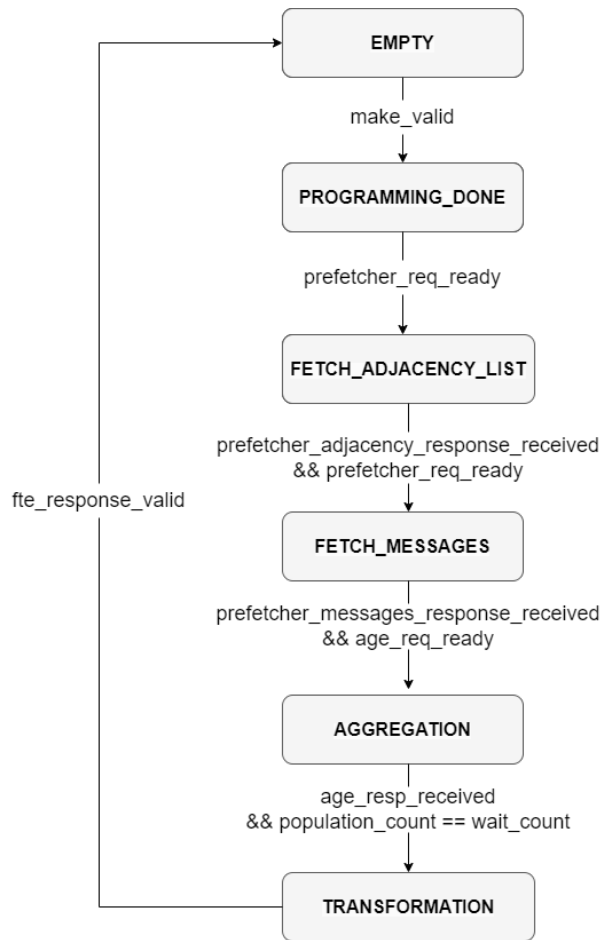 EMPTY
make_valid
PROGRAMMING_DONE
prefetcher_req_ready
FETCH_ADJACENCY_LIST
prefetcher_adjacency_response_received
&& prefetcher_req_ready
fte_response_valid
FETCH_MESSAGES
prefetcher_messages_response_received
&& age_req_ready
AGGREGATION
age_resp_received
&& population_count == wait_count
TRANSFORMATION